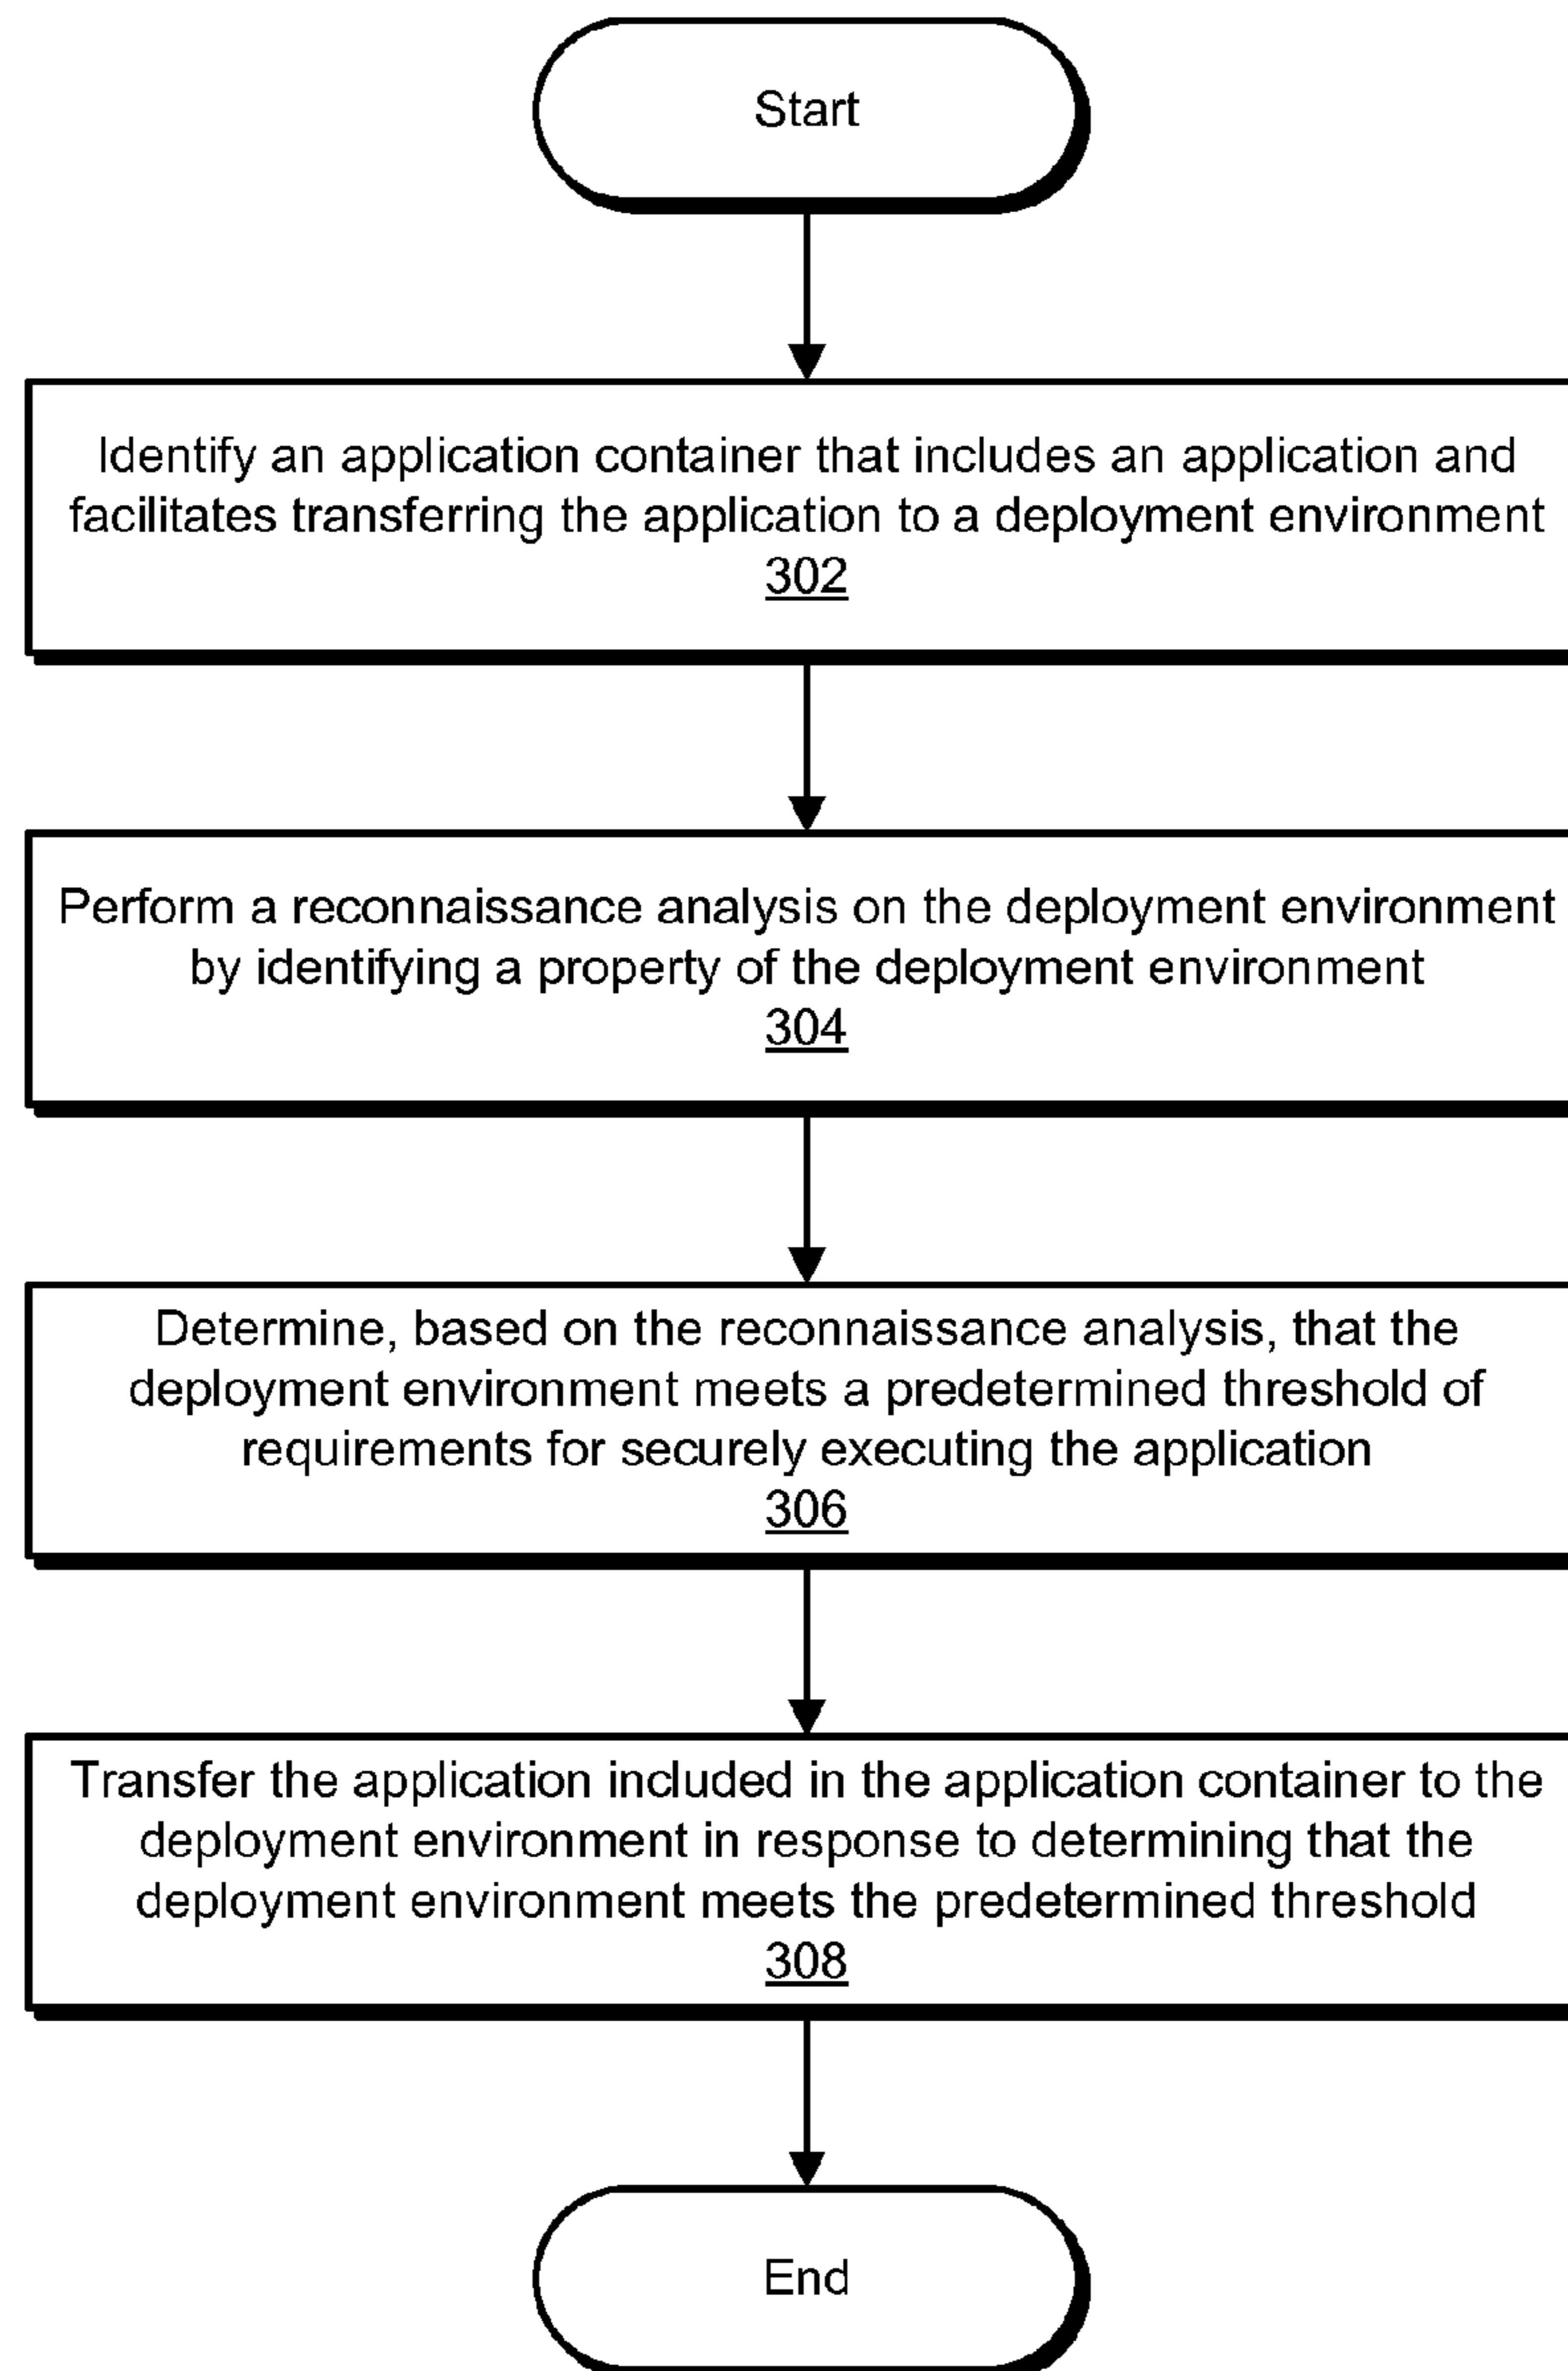 Start
Identify an application container that includes an application and
facilitates transferring the application to a deployment environment
302
Perform a reconnaissance analysis on the deployment environment
by identifying a property of the deployment environment
304
Determine, based on the reconnaissance analysis, that the
deployment environment meets a predetermined threshold of
requirements for securely executing the application
306
Transfer the application included in the application container to the
deployment environment in response to determining that the
deployment environment meets the predetermined threshold
308
End